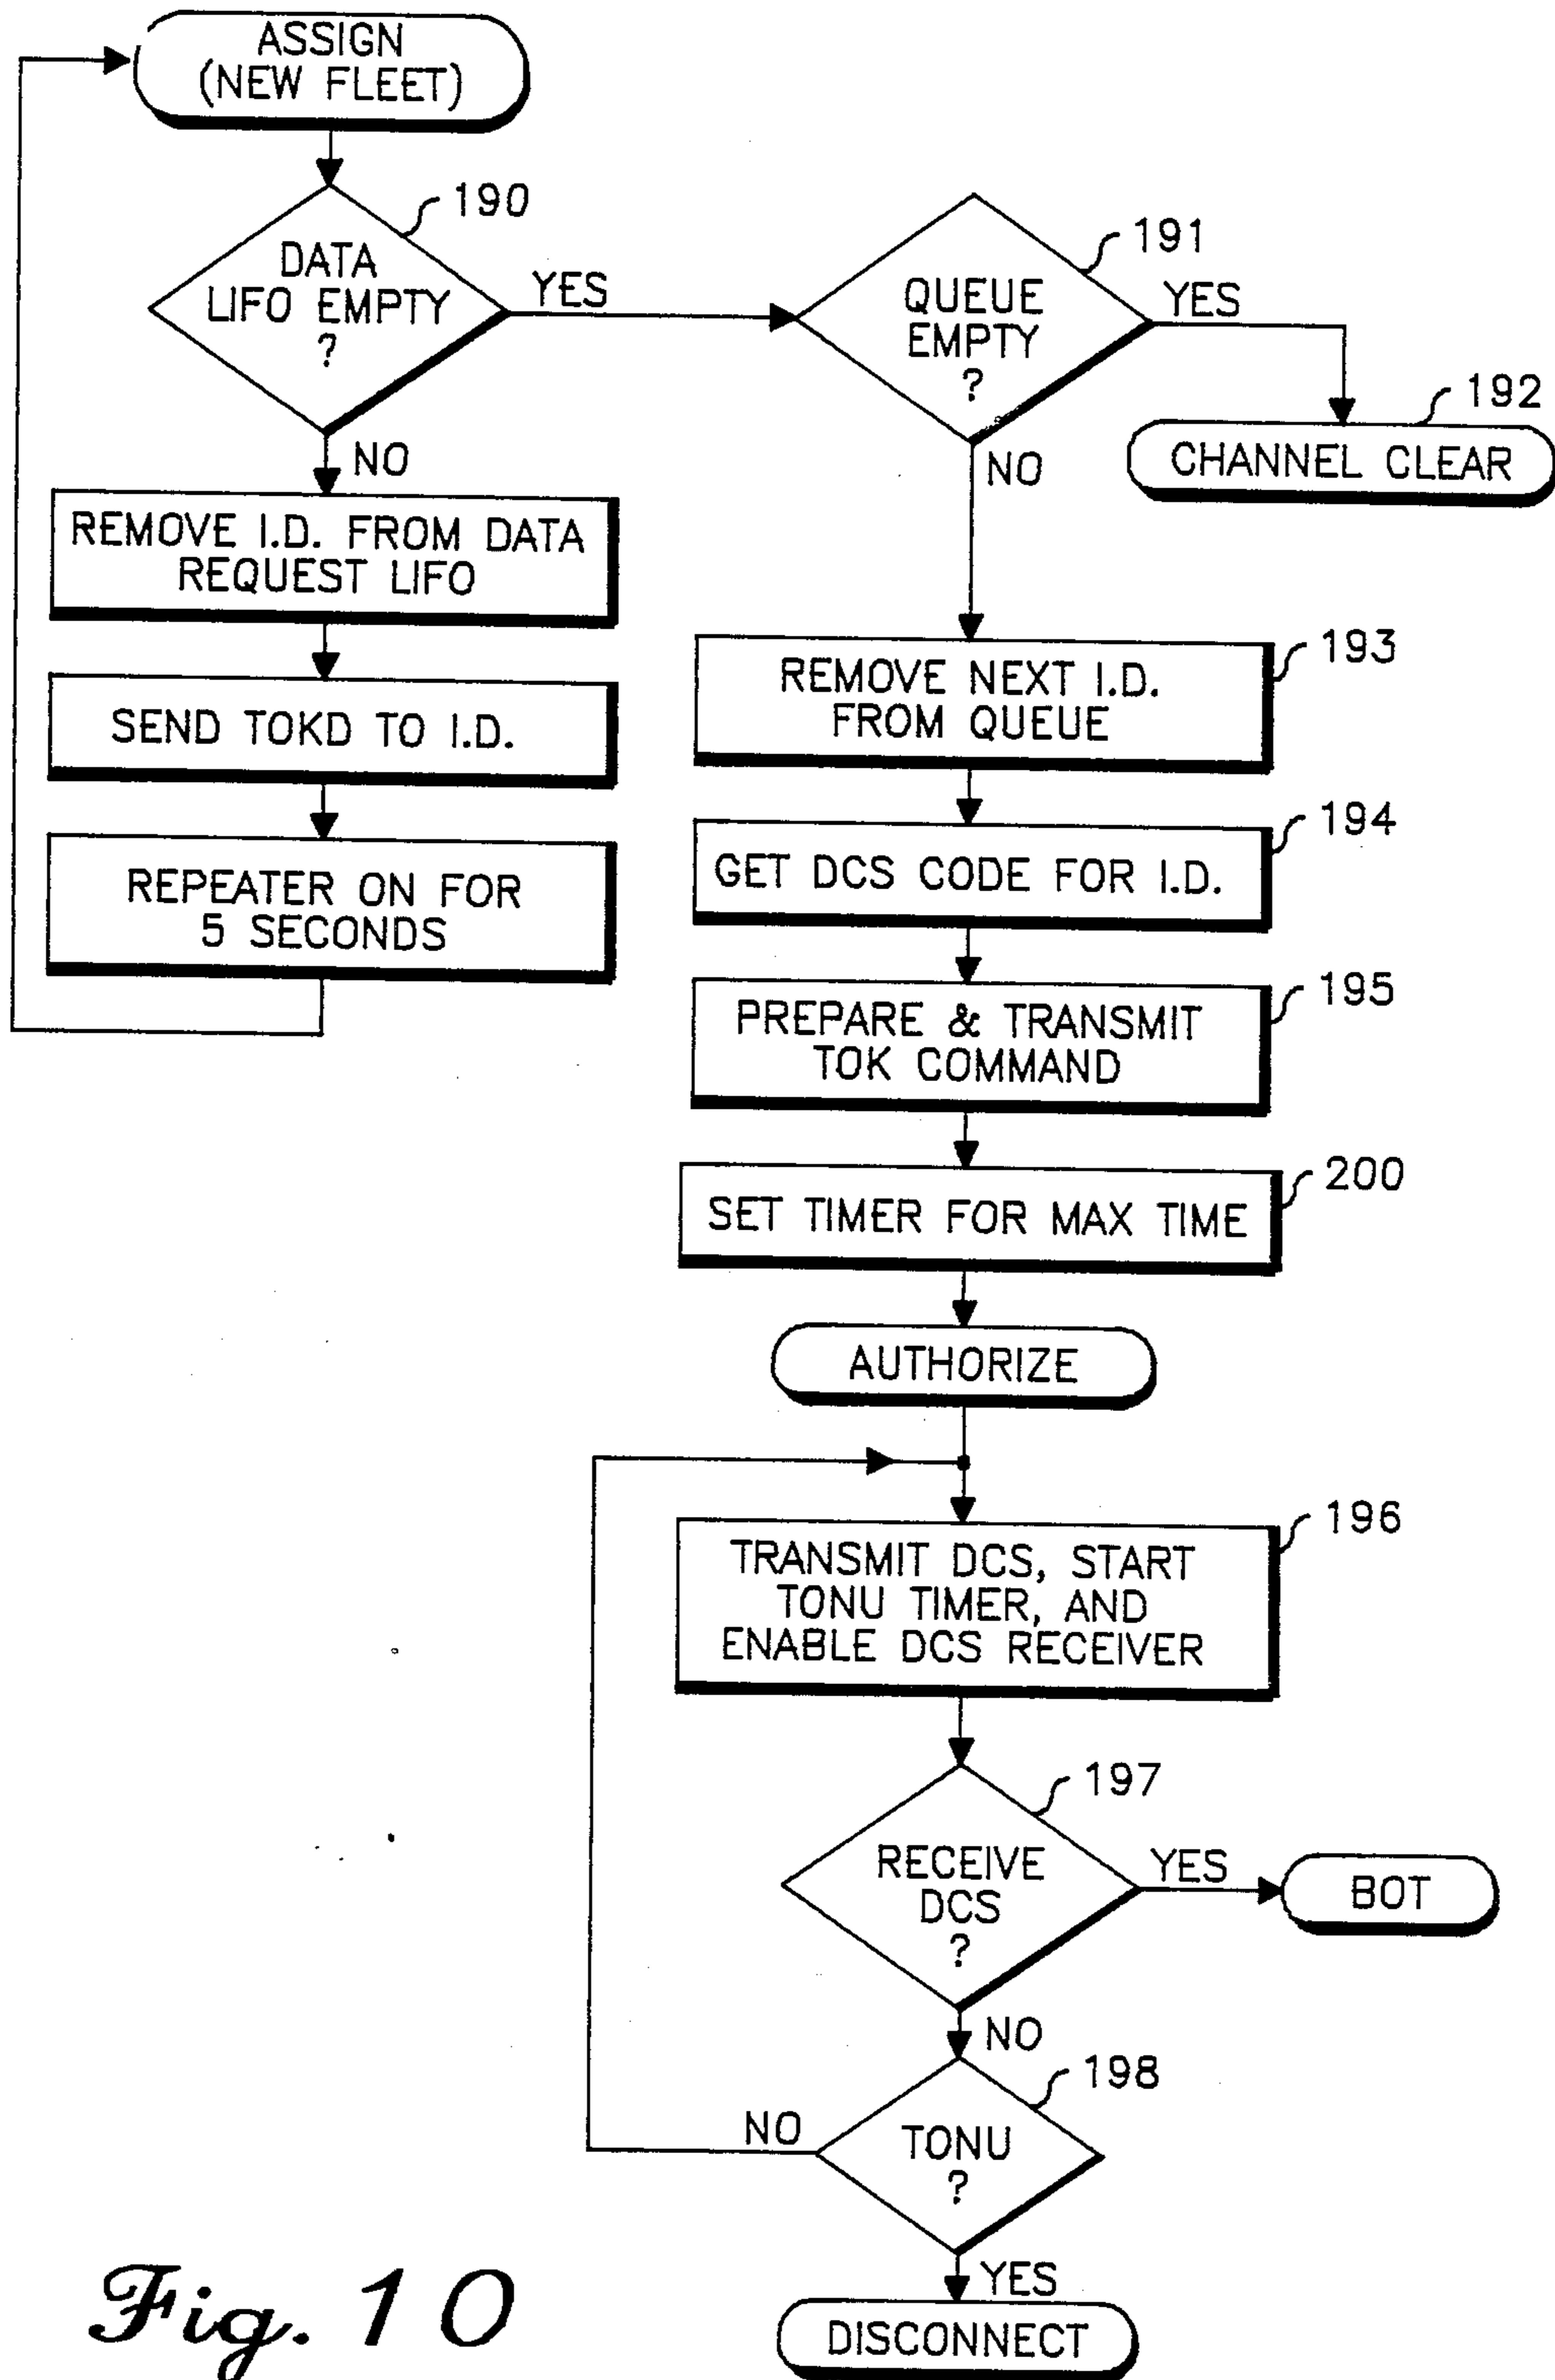 ASSIGN
(NEW FLEET)
190
DATA
LIFO EMPTY
?
YES
NO
191
QUEUE
EMPTY
?
YES
NO
192
CHANNEL CLEAR
REMOVE I.D. FROM DATA
REQUEST LIFO
SEND TOKD TO I.D.
REPEATER ON FOR
5 SECONDS
193
REMOVE NEXT I.D.
FROM QUEUE
194
GET DCS CODE FOR I.D.
195
PREPARE & TRANSMIT
TOK COMMAND
200
SET TIMER FOR MAX TIME
AUTHORIZE
196
TRANSMIT DCS, START
TONU TIMER, AND
ENABLE DCS RECEIVER
197
RECEIVE
DCS
?
YES
BOT
NO
198
TONU
?
NO
YES
DISCONNECT
Fig. 10